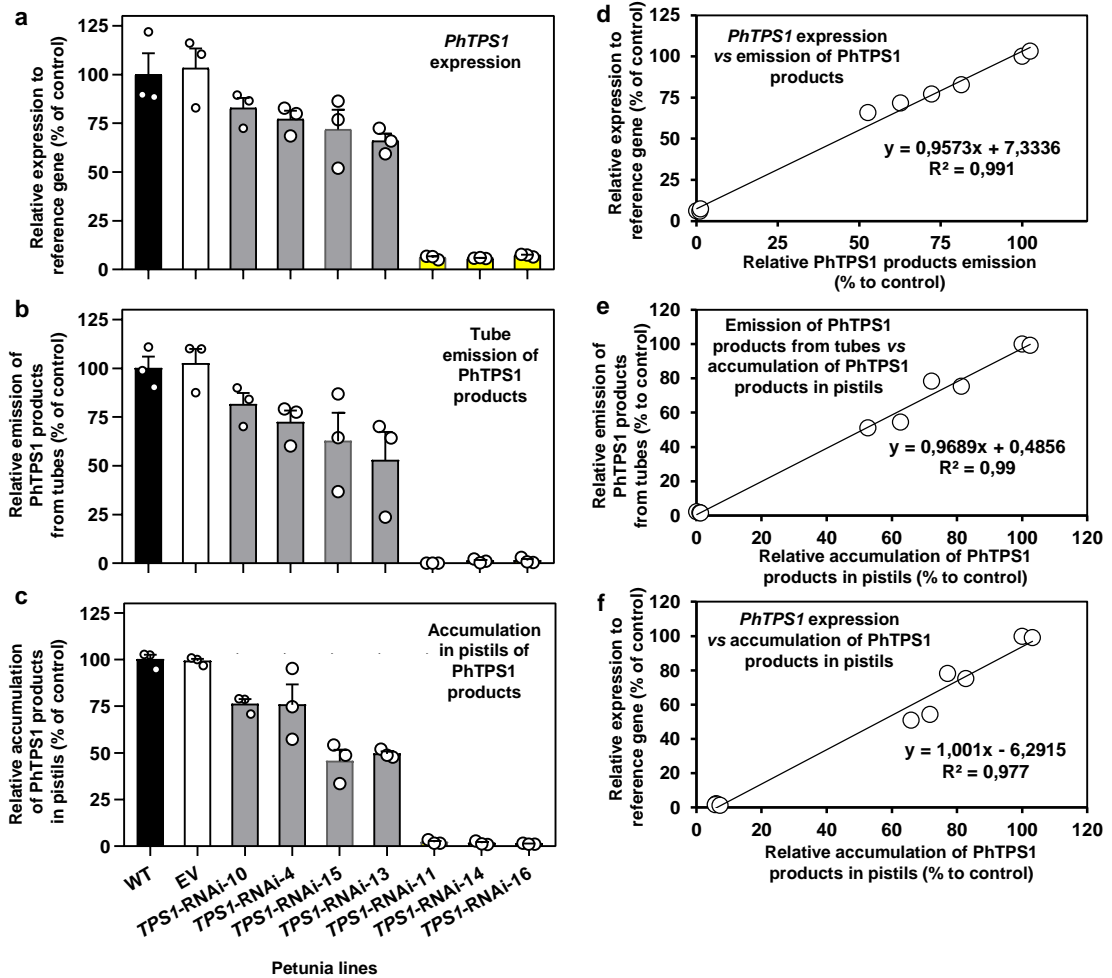 a
Relative expression to
reference gene (% of control)
125
100
75
50
25
0
PhTPS1
expression
b
Relative emission of
PhTPS1 products
from tubes (% of control)
125
100
75
50
25
0
Tube
emission of
PhTPS1
products
c
Relative accumulation
of PhTPS1 products
in pistils (% of control)
125
100
75
50
25
0
Accumulation
in pistils of
PhTPS1
products
WT
EV
TPS1-RNAi-10
TPS1-RNAi-4
TPS1-RNAi-15
TPS1-RNAi-13
TPS1-RNAi-11
TPS1-RNAi-14
TPS1-RNAi-16
Petunia lines
d
Relative expression to
reference gene (% of control)
125
100
75
50
25
0
PhTPS1 expression
vs emission of PhTPS1
products
y = 0,9573x + 7,3336
R² = 0,991
0 25 50 75 100
Relative PhTPS1 products emission
(% to control)
e
Relative emission of
PhTPS1 products
from tubes (% to control)
120
100
80
60
40
20
0
Emission of PhTPS1
products from tubes vs
accumulation of PhTPS1
products in pistils
y = 0,9689x + 0,4856
R² = 0,99
0 20 40 60 80 100 120
Relative accumulation of PhTPS1
products in pistils (% to control)
f
Relative expression to
reference gene (% of control)
120
100
80
60
40
20
0
PhTPS1 expression
vs accumulation of PhTPS1
products in pistils
y = 1,001x - 6,2915
R² = 0,977
0 20 40 60 80 100 120
Relative accumulation of PhTPS1
products in pistils (% to control)